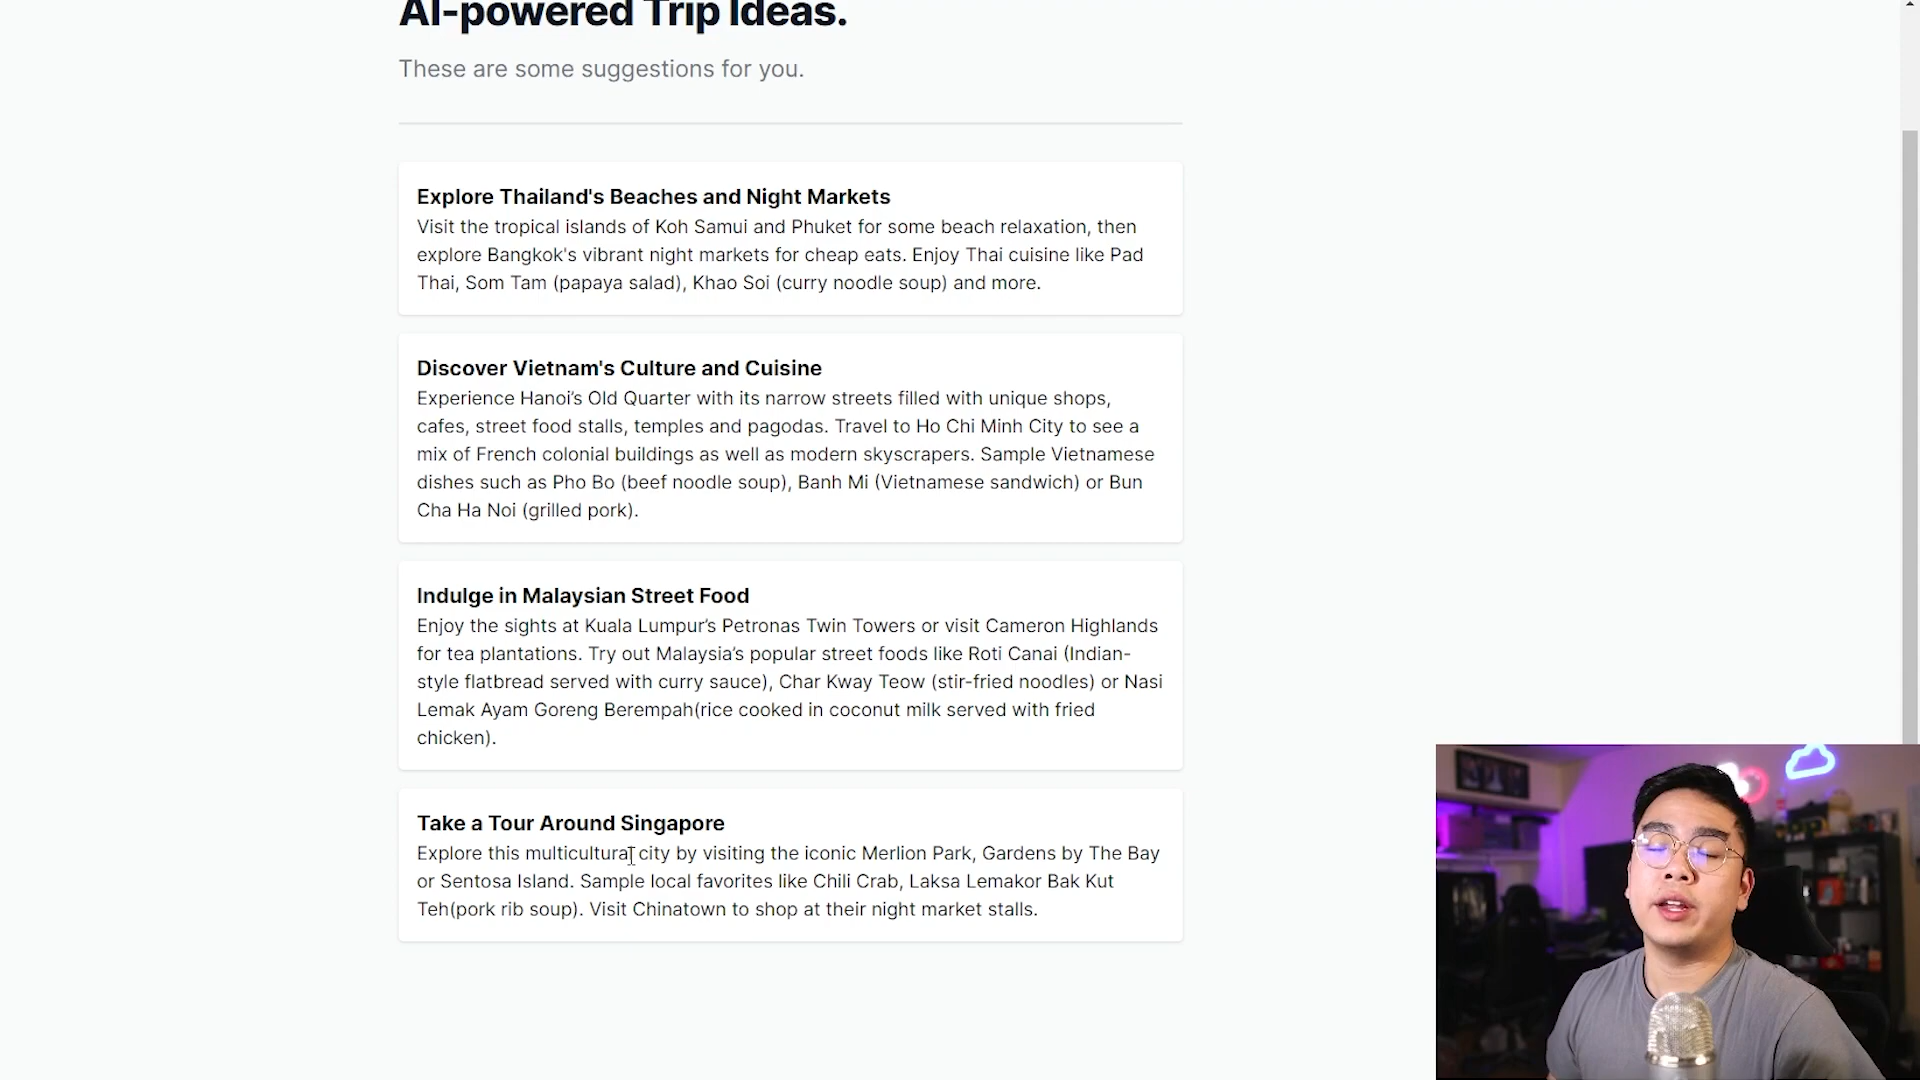 AI-powered Trip Ideas.
These are some suggestions for you.
Explore Thailand's Beaches and Night Markets
Visit the tropical islands of Koh Samui and Phuket for some beach relaxation, then
explore Bangkok's vibrant night markets for cheap eats. Enjoy Thai cuisine like Pad
Thai, Som Tam (papaya salad), Khao Soi (curry noodle soup) and more.
Discover Vietnam's Culture and Cuisine
Experience Hanoi’s Old Quarter with its narrow streets filled with unique shops,
cafes, street food stalls, temples and pagodas. Travel to Ho Chi Minh City to see a
mix of French colonial buildings as well as modern skyscrapers. Sample Vietnamese
dishes such as Pho Bo (beef noodle soup), Banh Mi (Vietnamese sandwich) or Bun
Cha Ha Noi (grilled pork).
Indulge in Malaysian Street Food
Enjoy the sights at Kuala Lumpur’s Petronas Twin Towers or visit Cameron Highlands
for tea plantations. Try out Malaysia’s popular street foods like Roti Canai (Indian-
style flatbread served with curry sauce), Char Kway Teow (stir-fried noodles) or Nasi
Lemak Ayam Goreng Berempah(rice cooked in coconut milk served with fried
chicken).
Take a Tour Around Singapore
Explore this multicultural city by visiting the iconic Merlion Park, Gardens by The Bay
or Sentosa Island. Sample local favorites like Chili Crab, Laksa Lemakor Bak Kut
Teh(pork rib soup). Visit Chinatown to shop at their night market stalls.